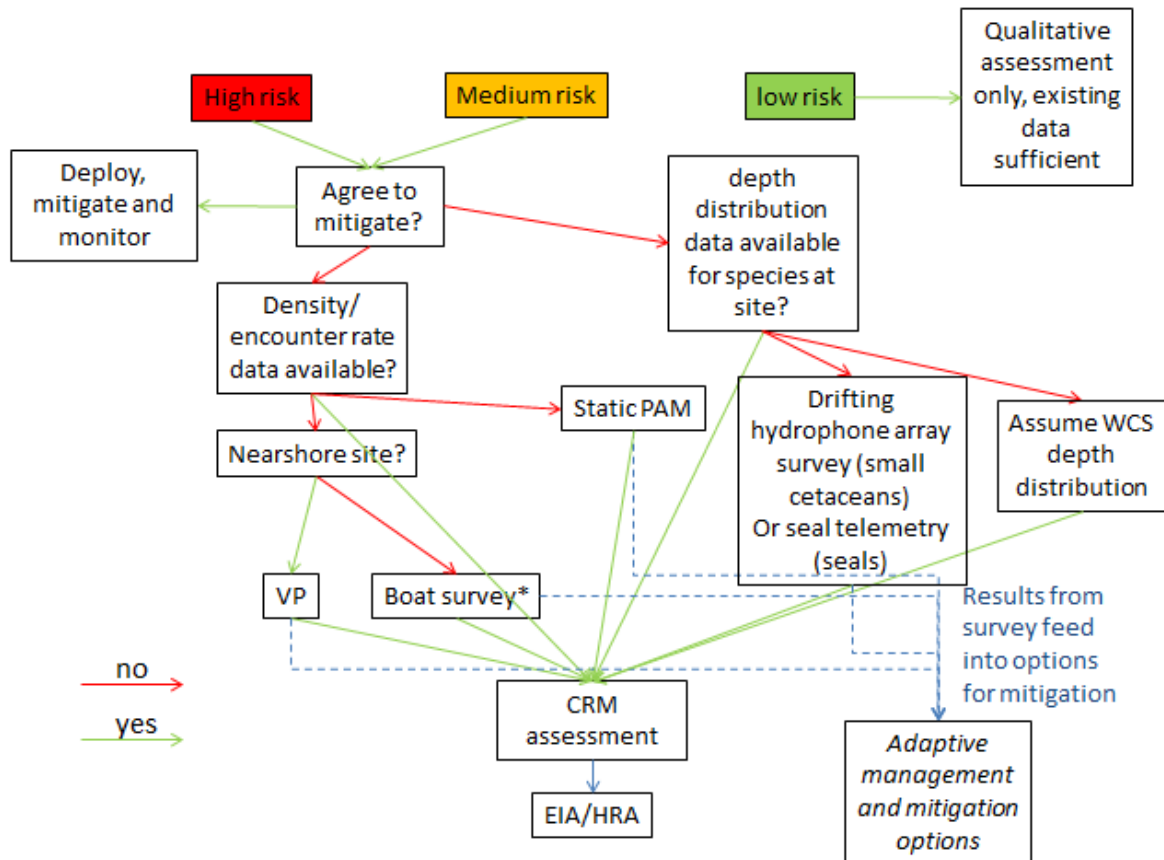 High risk
Medium risk
low risk
Qualitative
assessment
only, existing
data
sufficient
Deploy,
mitigate and
monitor
Agree to
mitigate?
depth
distribution
data available
for species at
site?
Density/
encounter rate
data available?
Static PAM
Drifting
hydrophone array
survey (small
cetaceans)
Or seal telemetry
(seals)
Assume WCS
depth
distribution
Nearshore site?
VP
Boat survey*
Results from
survey feed
into options
for mitigation
no
yes
CRM
assessment
EIA/HRA
Adaptive
management
and mitigation
options